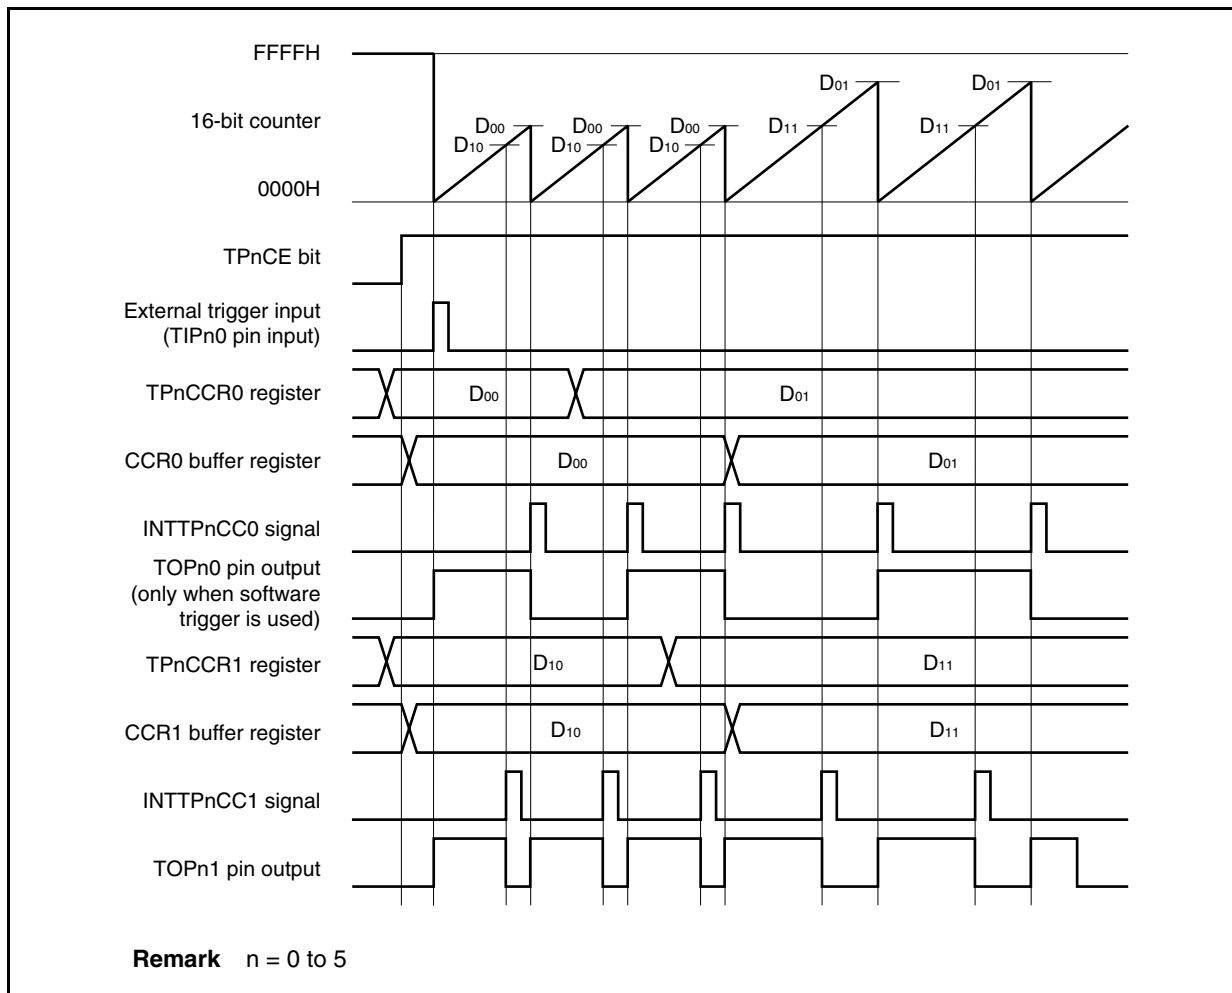 FFFFH
D01 D01
16-bit counter D00 D00 D00 D11 D11
D10 D10 D10
0000H
TPnCE bit
External trigger input
(TIPn0 pin input)
TPnCCR0 register D00 D01
CCR0 buffer register D00 D01
INTTPnCC0 signal
TOPn0 pin output
(only when software
trigger is used)
TPnCCR1 register D10 D11
CCR1 buffer register D10 D11
INTTPnCC1 signal
TOPn1 pin output
Remark n = 0 to 5